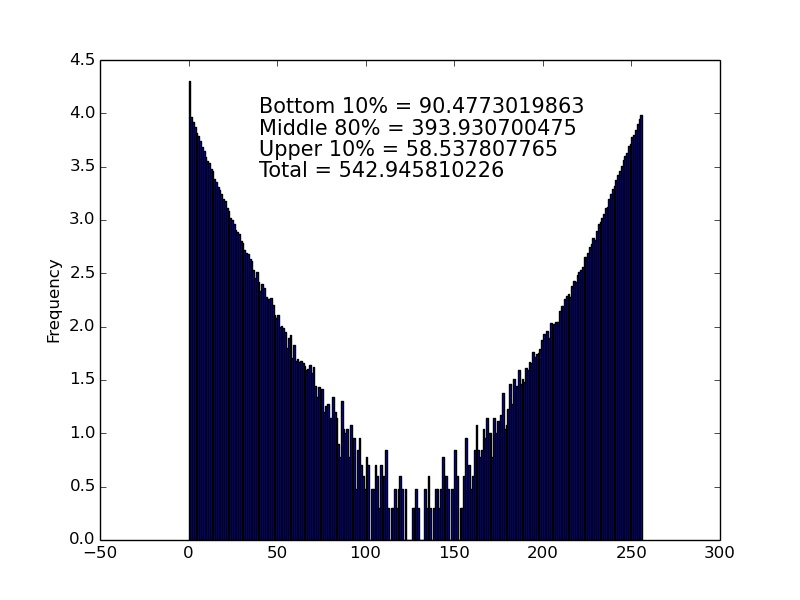 4.5
4.0
3.5
3.0
2.5
2.0
1.5
1.0
0.5
0.0
Frequency
Bottom 10% = 90.4773019863
Middle 80% = 393.930700475
Upper 10% = 58.537807765
Total = 542.945810226
−50 0 50 100 150 200 250 300